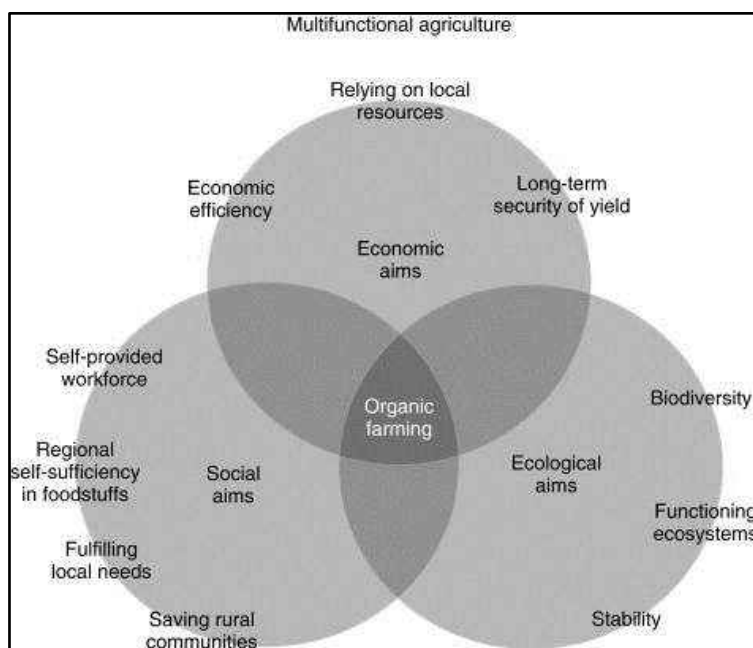 Multifunctional agriculture
Relying on local
resources
Economic
efficiency
Long-term
security of yield
Economic
aims
Self-provided
workforce
Organic
farming
Biodiversity
Regional
self-sufficiency
in foodstuffs
Social
aims
Ecological
aims
Functioning
ecosystems
Fulfilling
local needs
Saving rural
communities
Stability